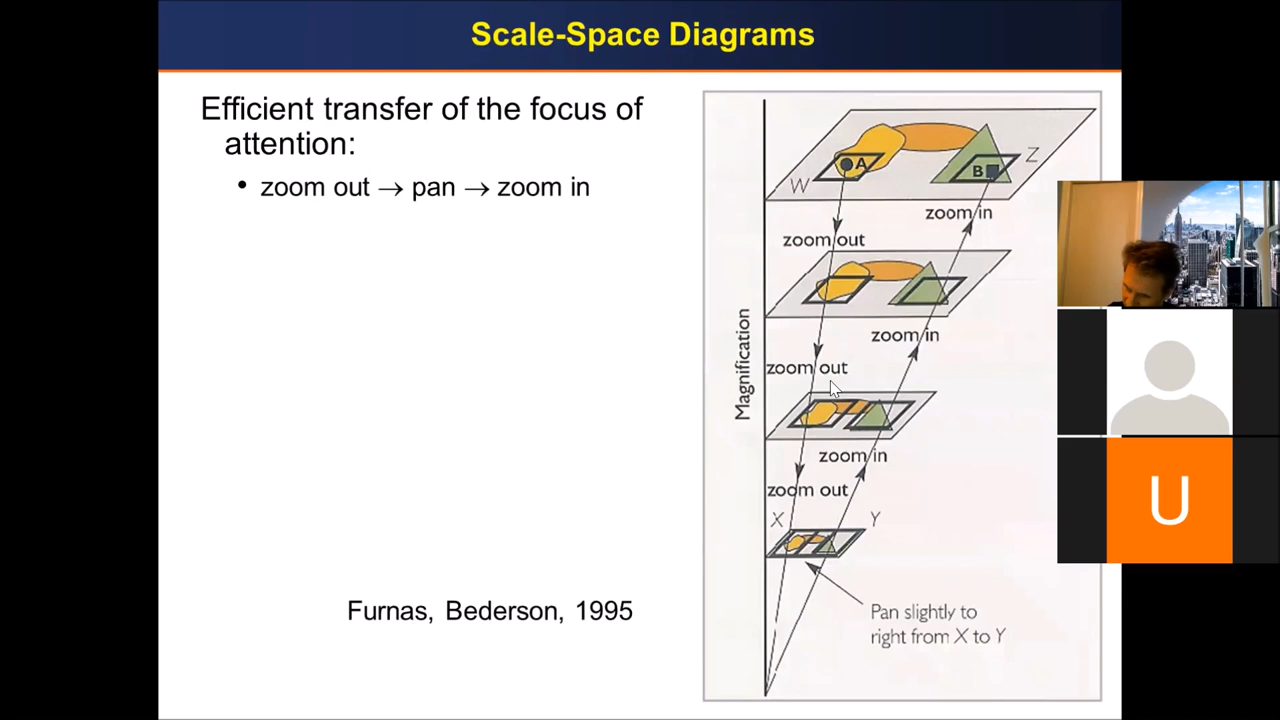 Scale-Space Diagrams
Efficient transfer of the focus of
attention:
• zoom out → pan → zoom in
Furnas, Bederson, 1995
Magnification
W
A
B
Z
zoom in
zoom out
zoom in
zoom out
zoom in
zoom out
X
Y
Pan slightly to
right from X to Y
U